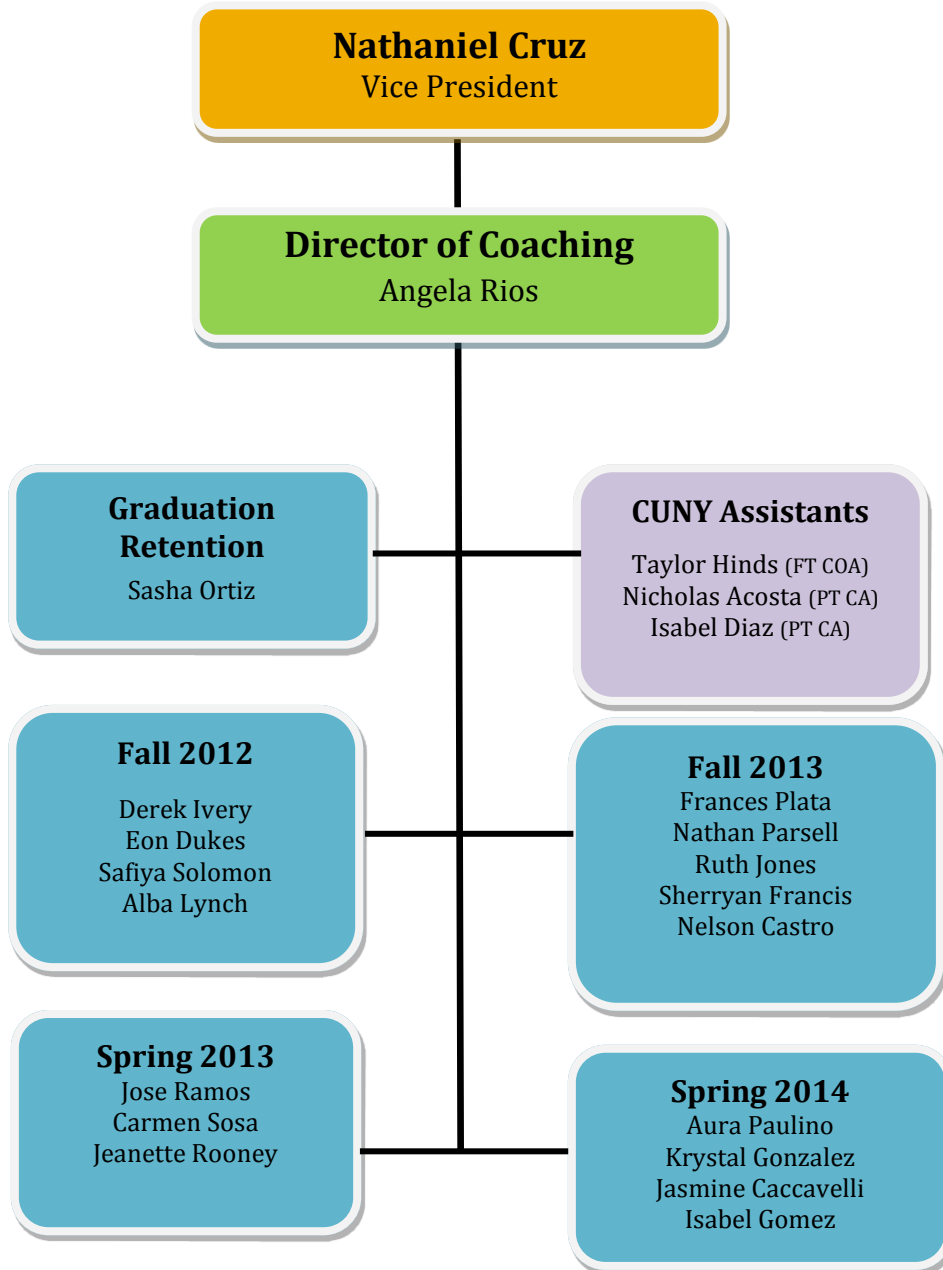 Nathaniel Cruz
Vice President
Director of Coaching
Angela Rios
Graduation
Retention
Sasha Ortiz
CUNY Assistants
Taylor Hinds (FT COA)
Nicholas Acosta (PT CA)
Isabel Diaz (PT CA)
Fall 2012
Derek Ivery
Eon Dukes
Safiya Solomon
Alba Lynch
Fall 2013
Frances Plata
Nathan Parsell
Ruth Jones
Sherryan Francis
Nelson Castro
Spring 2013
Jose Ramos
Carmen Sosa
Jeanette Rooney
Spring 2014
Aura Paulino
Krystal Gonzalez
Jasmine Caccavelli
Isabel Gomez